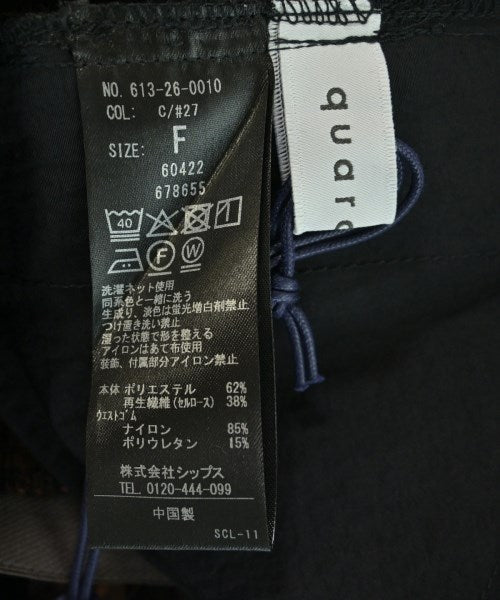 NO. 613-26-0010
COL: C/#27
SIZE: F
60422
678655
40
F W
洗濯ネット使用
同系色と一緒に洗う
生成り、淡色は蛍光増白剤禁止
つけ置き洗い禁止
湿った状態で形を整える
アイロンはあて布使用
装飾、付属部分アイロン禁止
本体 ポリエステル 62%
再生繊維(セルロース) 38%
ウエストゴム
ナイロン 85%
ポリウレタン 15%
株式会社シップス
TEL. 0120-444-099
中国製
SCL-11
quar